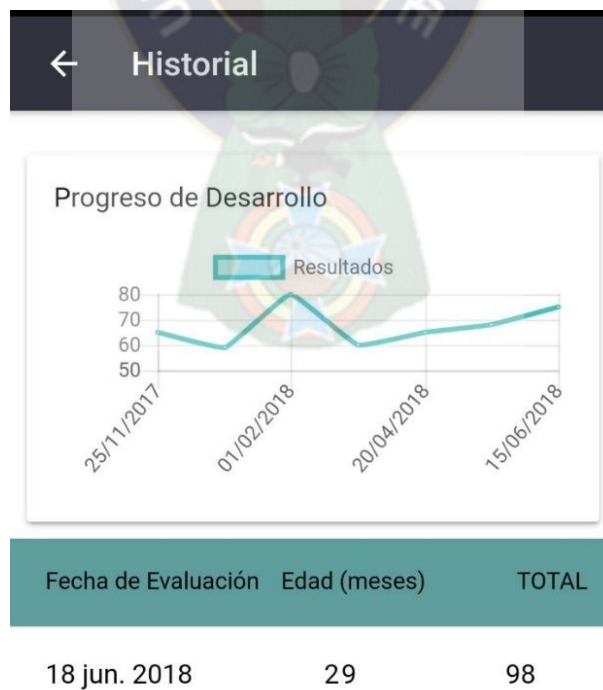 Historial
Progreso de Desarrollo
Resultados
80
70
60
50
25/11/2017
01/02/2018
20/04/2018
15/06/2018
Fecha de Evaluación Edad (meses) TOTAL
18 jun. 2018 29 98